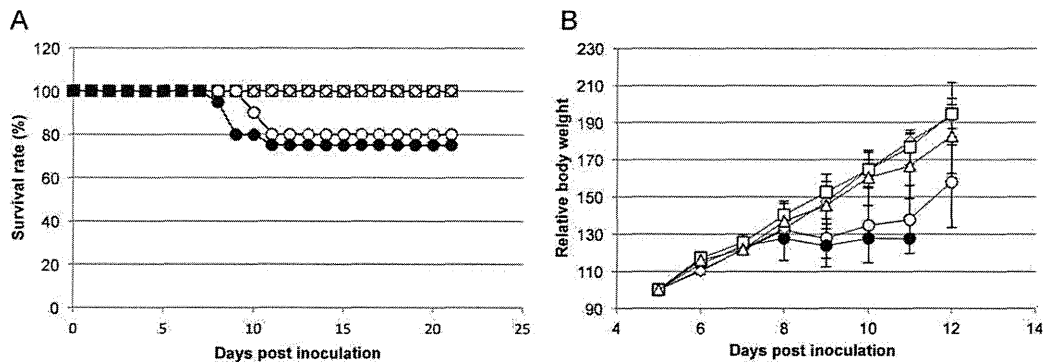 A
120
100
80
60
40
20
0
Survival rate (%)
0 5 10 15 20 25
Days post inoculation
B
230
210
190
170
150
130
110
90
Relative body weight
4 6 8 10 12 14
Days post inoculation